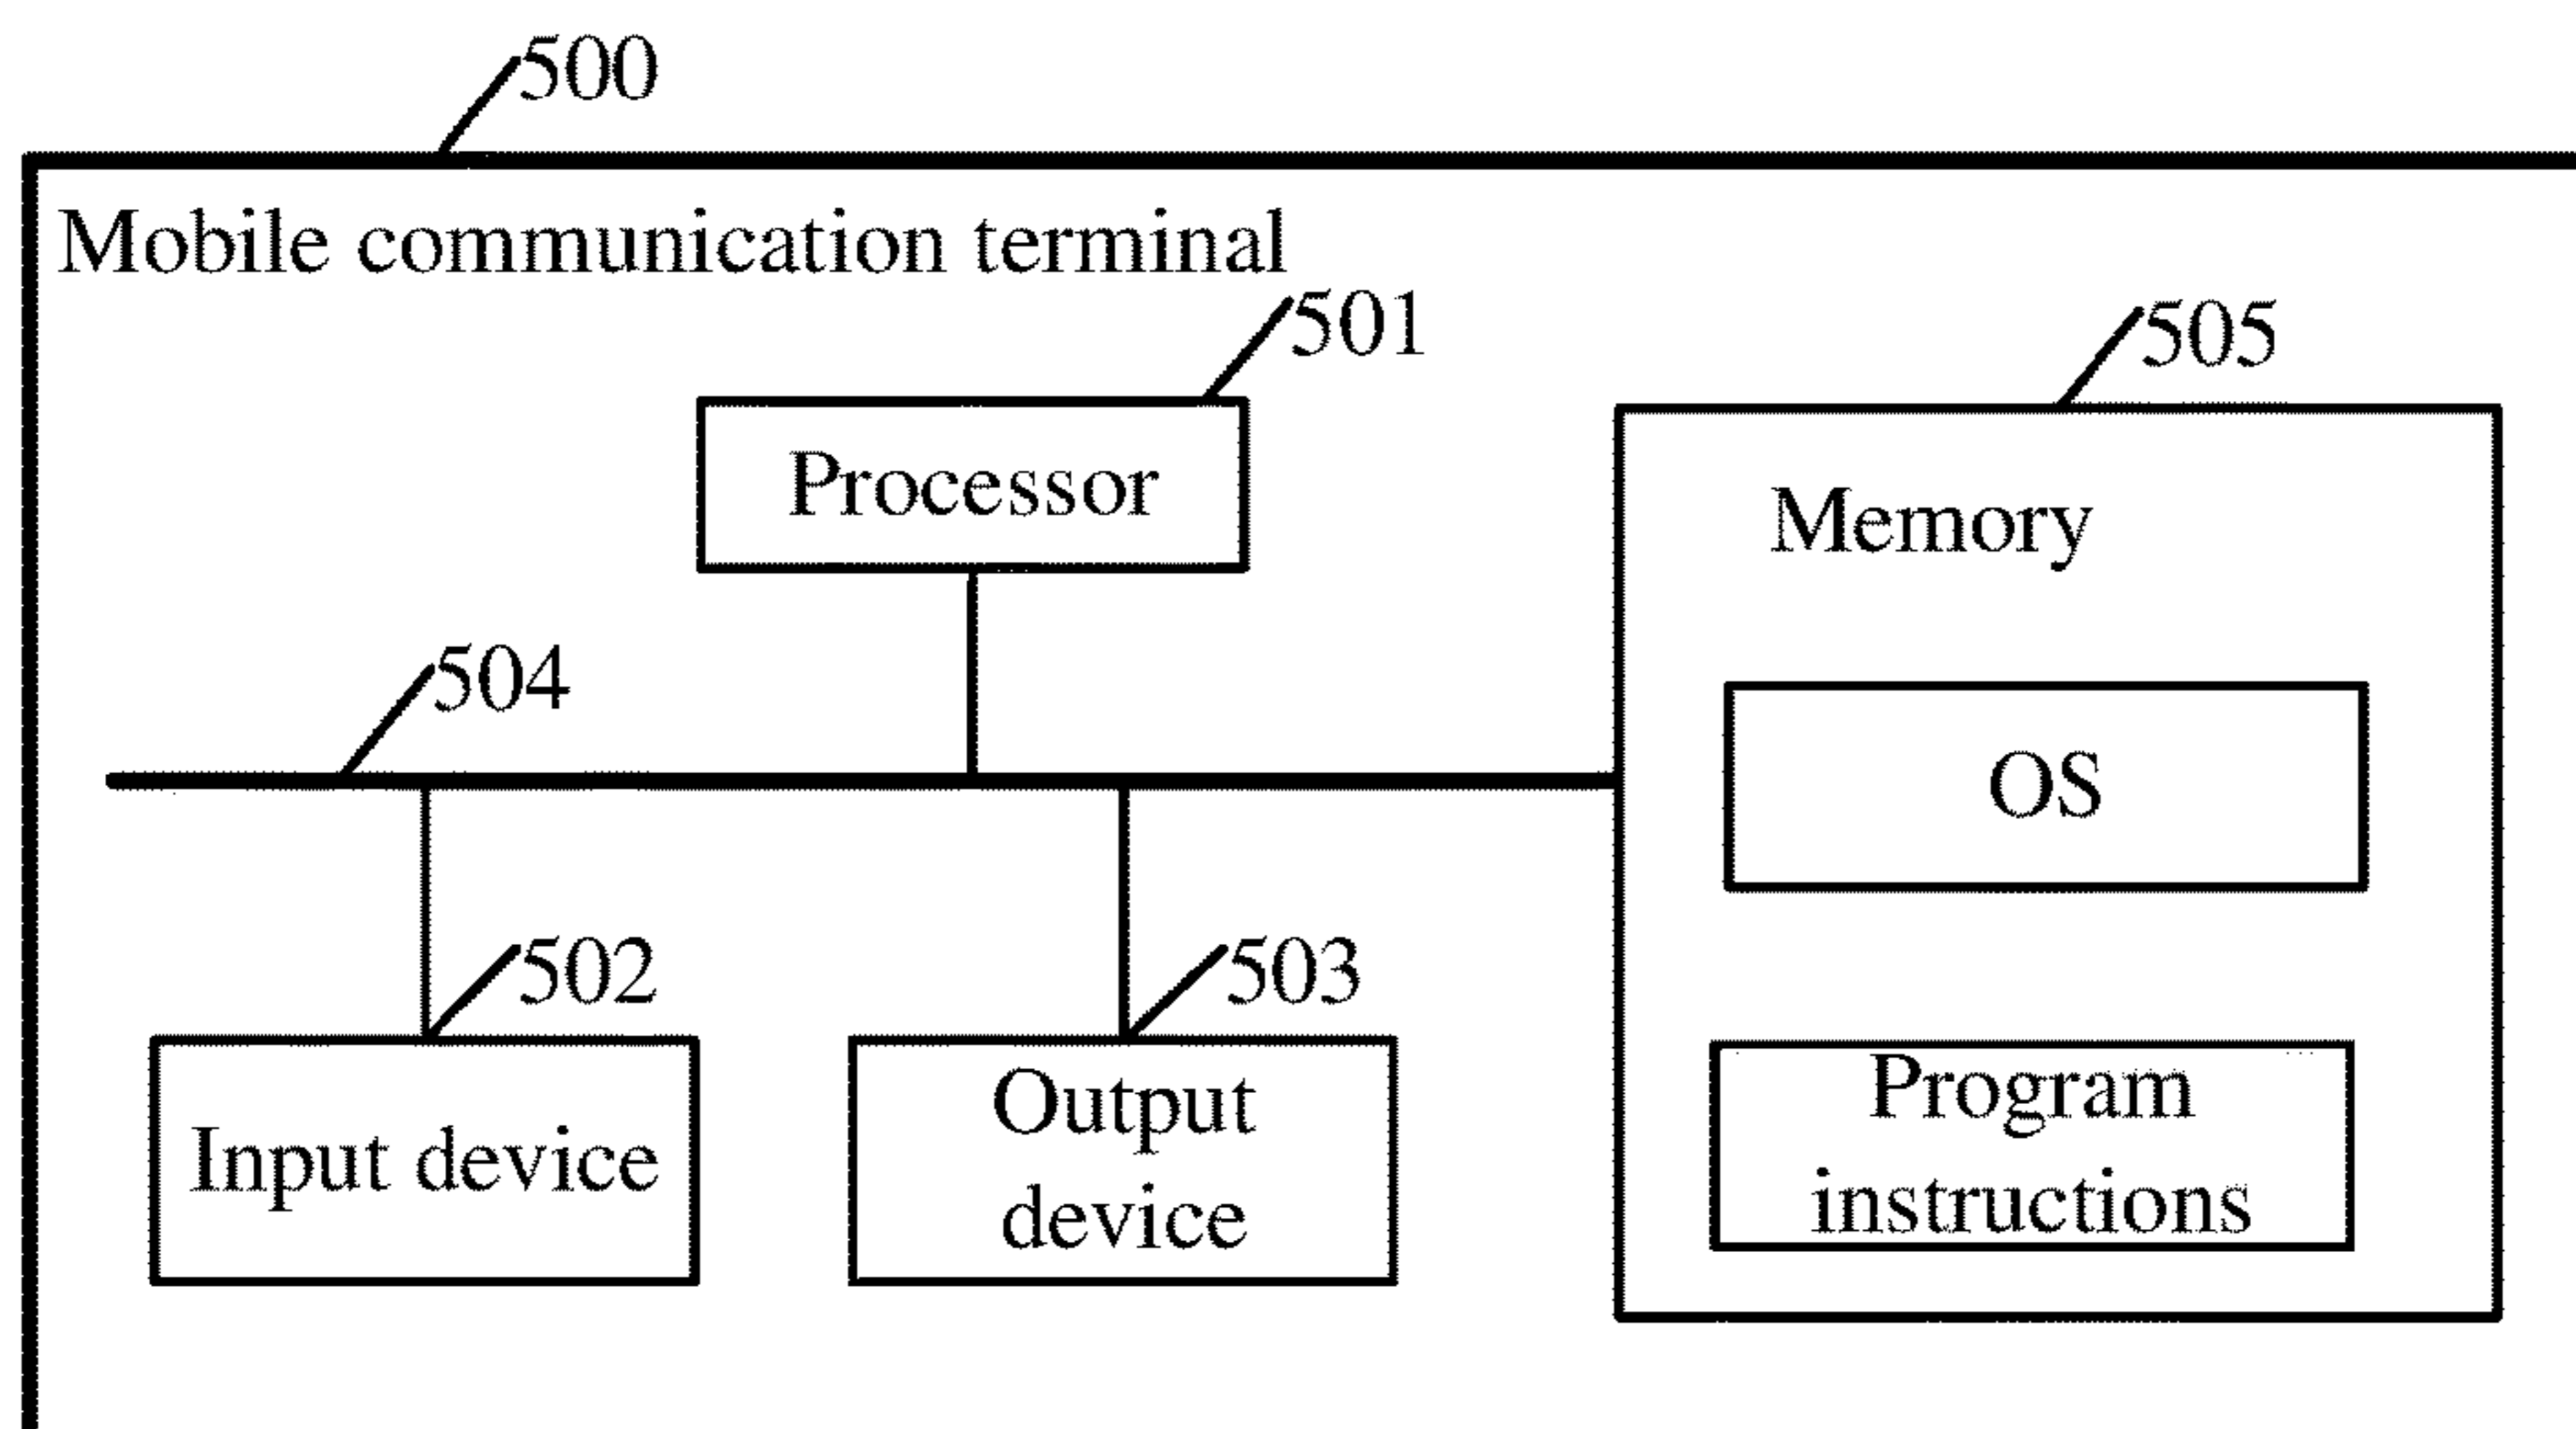 500
Mobile communication terminal
501
505
Processor
Memory
504
OS
502
503
Input device
Output
device
Program
instructions